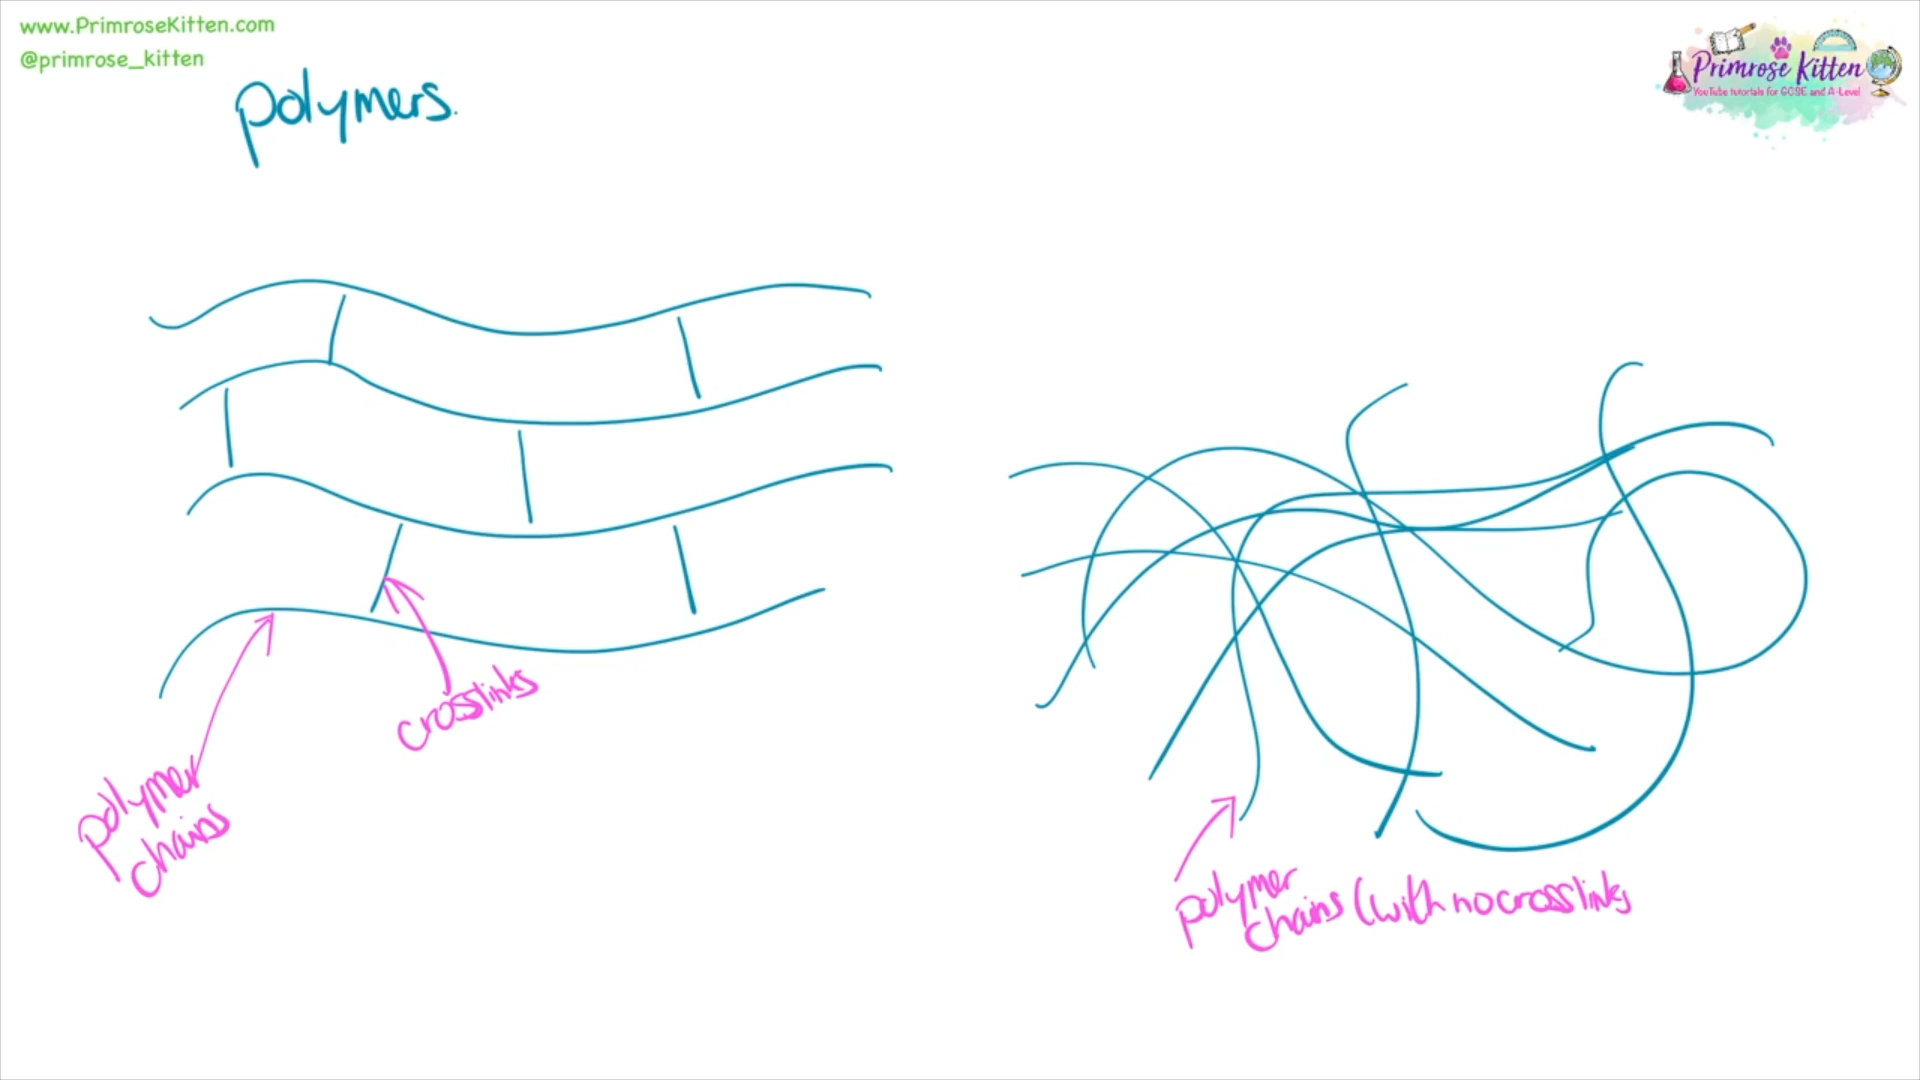 www.PrimroseKitten.com
@primrose_kitten
Primrose Kitten
YouTube tutorials for GCSE and A-Level
polymers.
crosslinks
polymer
chains
polymer
chains (with no crosslinks